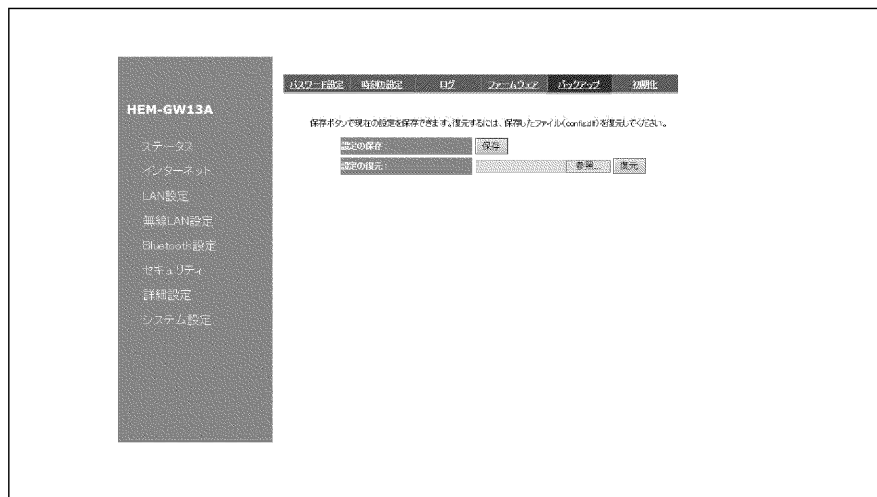 パスワード設定 時刻の設定 ログ ファームウェア バックアップ 初期化
HEM-GW13A
保存ボタンで現在の設定を保存できます。復元するには、保存したファイル(config.dlf)を復元してください。
設定の保存: 保存
設定の復元: 参照... 復元
ステータス
インターネット
LAN設定
無線LAN設定
Bluetooth設定
セキュリティ
詳細設定
システム設定